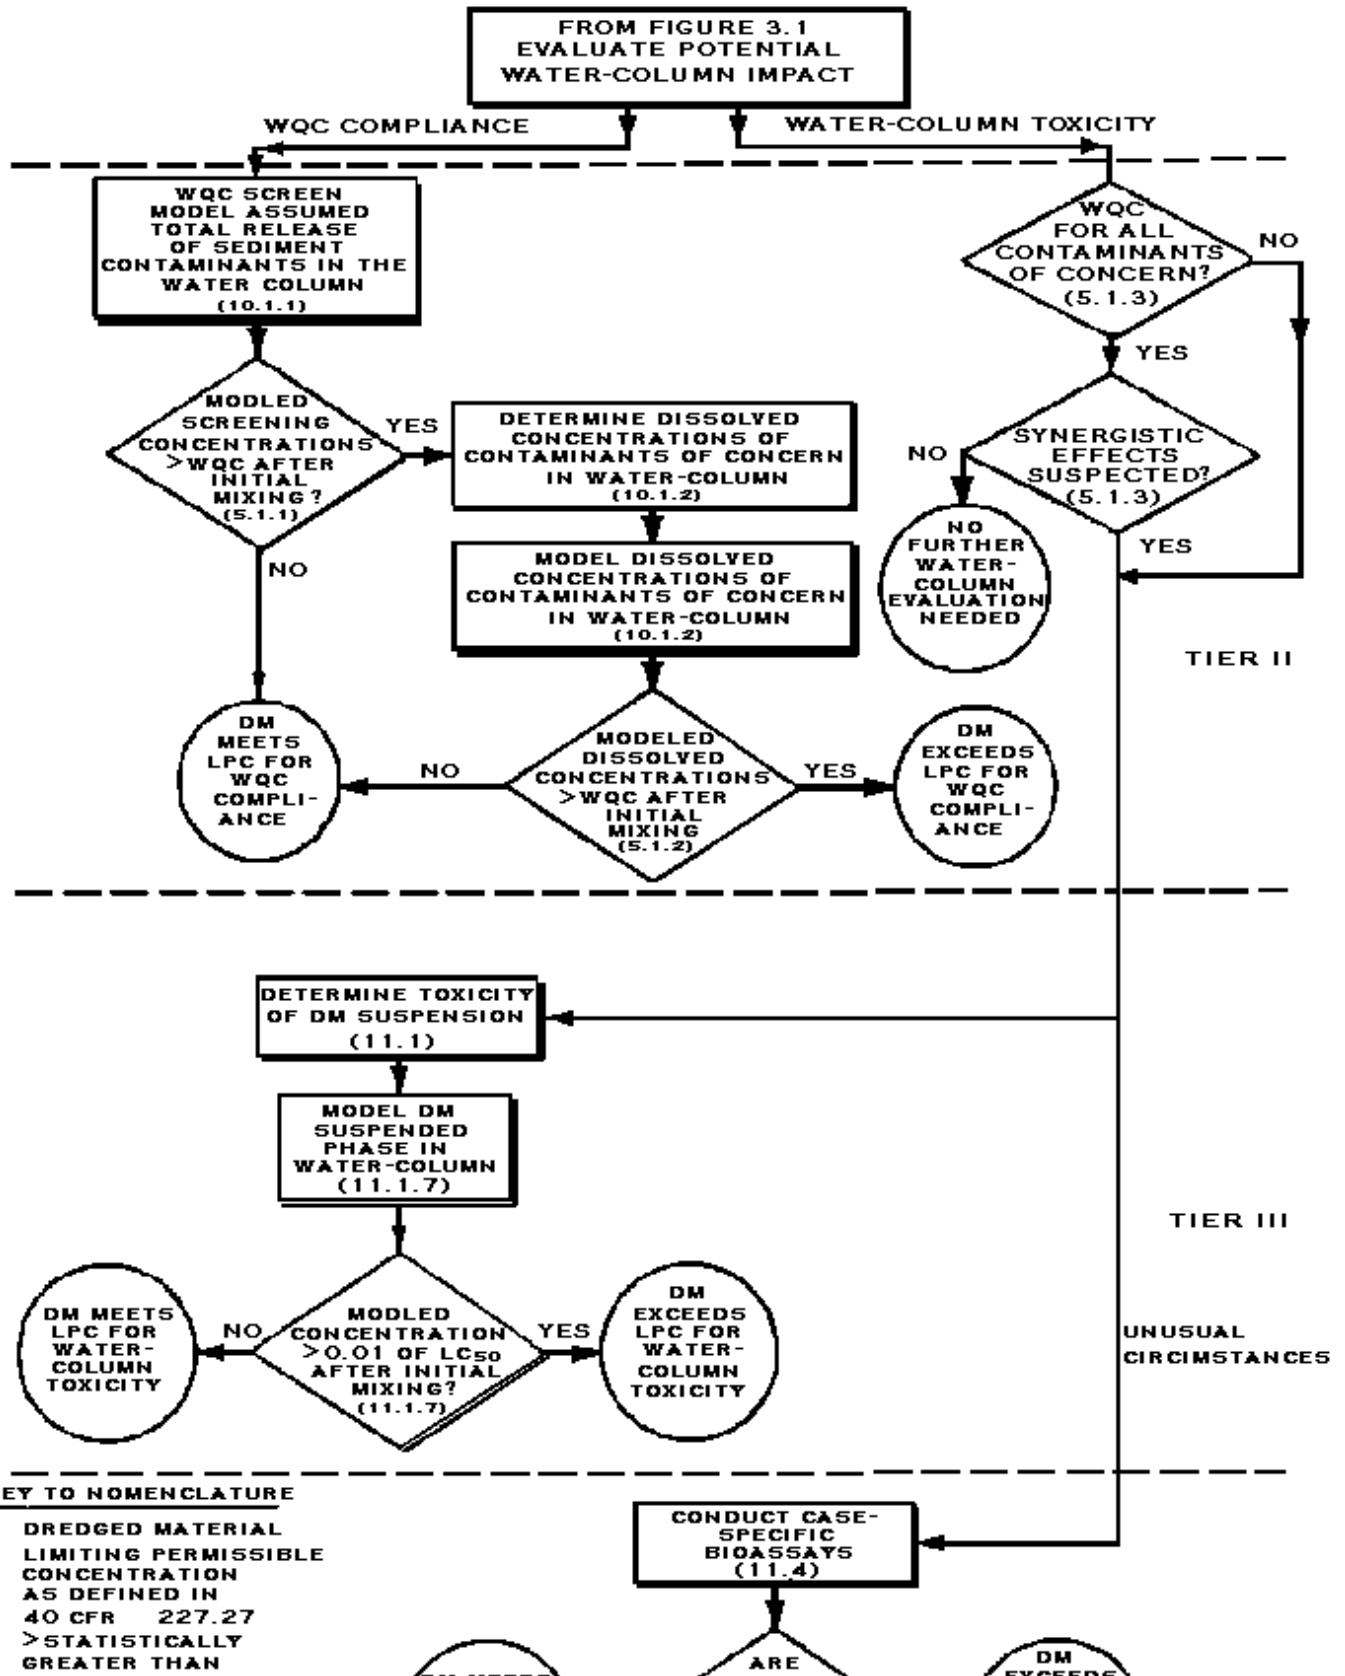 FROM FIGURE 3.1
EVALUATE POTENTIAL
WATER-COLUMN IMPACT
WQC COMPLIANCE
WATER-COLUMN TOXICITY
WQC SCREEN
MODEL ASSUMED
TOTAL RELEASE
OF SEDIMENT
CONTAMINANTS IN THE
WATER COLUMN
(10.1.1)
WQC
FOR ALL
CONTAMINANTS
OF CONCERN?
(5.1.3)
NO
YES
MODLED
SCREENING
CONCENTRATIONS
>WQC AFTER
INITIAL
MIXING?
(5.1.1)
YES
NO
DETERMINE DISSOLVED
CONCENTRATIONS OF
CONTAMINANTS OF CONCERN
IN WATER-COLUMN
(10.1.2)
SYNERGISTIC
EFFECTS
SUSPECTED?
(5.1.3)
NO
YES
NO
FURTHER
WATER-
COLUMN
EVALUATION
NEEDED
MODEL DISSOLVED
CONCENTRATIONS OF
CONTAMINANTS OF CONCERN
IN WATER-COLUMN
(10.1.2)
TIER II
DM
MEETS
LPC FOR
WQC
COMPLI-
ANCE
NO
MODELED
DISSOLVED
CONCENTRATIONS
>WQC AFTER
INITIAL
MIXING
(5.1.2)
YES
DM
EXCEEDS
LPC FOR
WQC
COMPLI-
ANCE
DETERMINE TOXICITY
OF DM SUSPENSION
(11.1)
MODEL DM
SUSPENDED
PHASE IN
WATER-COLUMN
(11.1.7)
TIER III
DM MEETS
LPC FOR
WATER-
COLUMN
TOXICITY
NO
MODLED
CONCENTRATION
>0.01 OF LC50
AFTER INITIAL
MIXING?
(11.1.7)
YES
DM
EXCEEDS
LPC FOR
WATER-
COLUMN
TOXICITY
UNUSUAL
CIRCIMSTANCES
EY TO NOMENCLATURE
DREDGED MATERIAL
LIMITING PERMISSIBLE
CONCENTRATION
AS DEFINED IN
40 CFR 227.27
>STATISTICALLY
GREATER THAN
CONDUCT CASE-
SPECIFIC
BIOASSAYS
(11.4)
ARE
DM